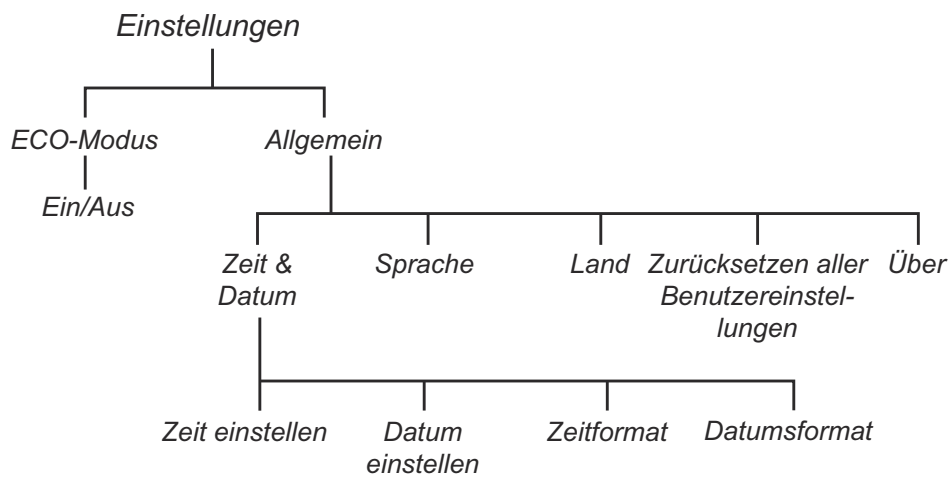 Einstellungen
ECO-Modus
Allgemein
Ein/Aus
Zeit &
Datum
Sprache
Land
Zurücksetzen aller
Benutzereinstel-
lungen
Über
Zeit einstellen
Datum
einstellen
Zeitformat
Datumsformat